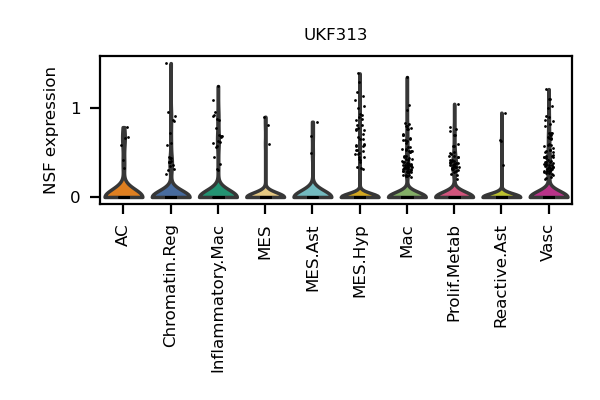 UKF313
NSF expression
1
0
AC
Chromatin.Reg
Inflammatory.Mac
MES
MES.Ast
MES.Hyp
Mac
Prolif.Metab
Reactive.Ast
Vasc